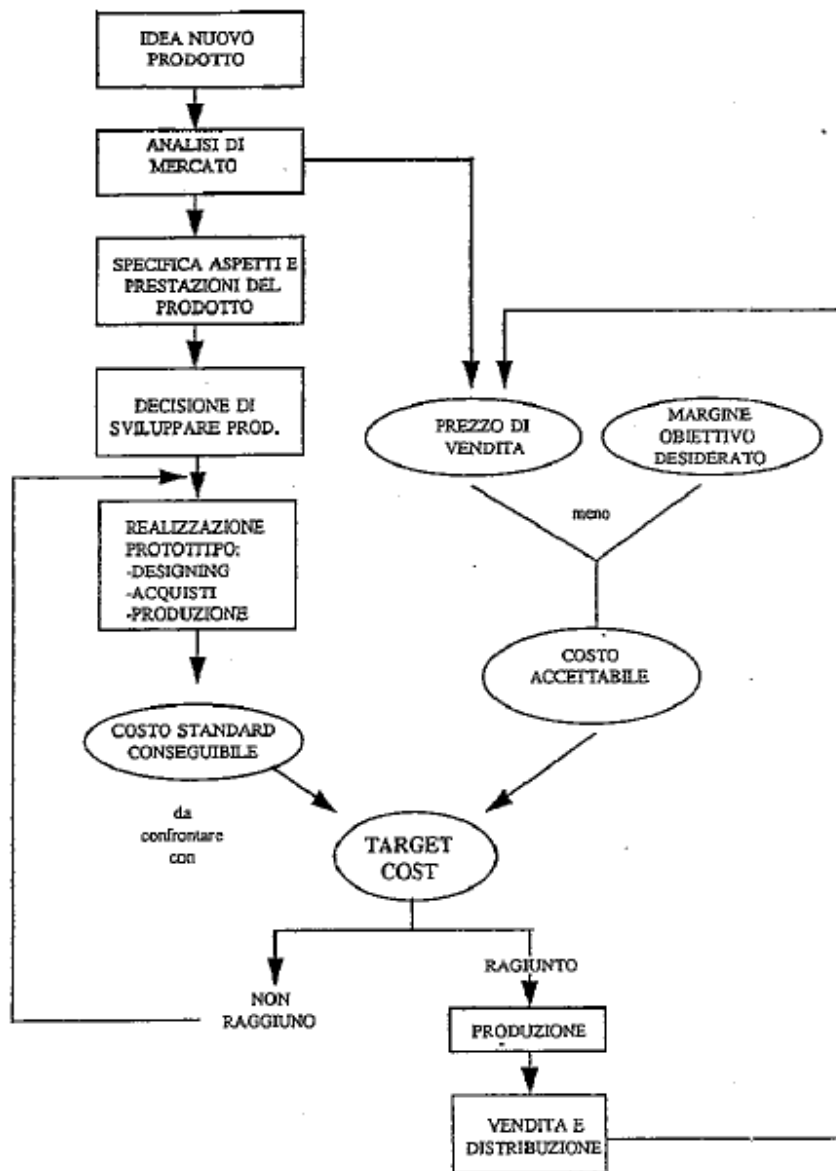 IDEA NUOVO
PRODOTTO
ANALISI DI
MERCATO
SPECIFICA ASPETTI E
PRESTAZIONI DEL
PRODOTTO
DECISIONE DI
SVILUPPARE PROD.
PREZZO DI
VENDITA
MARGINE
OBIETTIVO
DESIDERATO
meno
REALIZZAZIONE
PROTOTTIPO:
-DESIGNING
-ACQUISTI
-PRODUZIONE
COSTO
ACCETTABILE
COSTO STANDARD
CONSEGUIBILE
da
confrontare
con
TARGET
COST
NON
RAGGIUNO
RAGIUNTO
PRODUZIONE
VENDITA E
DISTRIBUZIONE